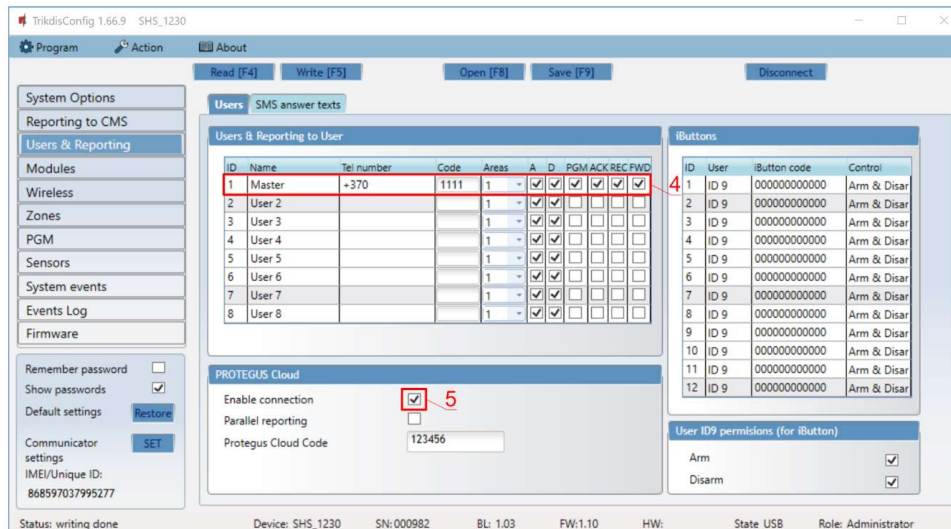 TrikdisConfig 1.66.9 SHS_1230
Program Action About
Read [F4] Write [F5] Open [F8] Save [F9] Disconnect
System Options
Reporting to CMS
Users & Reporting
Modules
Wireless
Zones
PGM
Sensors
System events
Events Log
Firmware
Remember password
Show passwords
Default settings Restore
Communicator settings SET
IMEI/Unique ID:
868597037995277
Users SMS answer texts
Users & Reporting to User
ID Name Tel number Code Areas A D PGM ACK REC FWD
1 Master +370 1111 1 4
2 User 2 1
3 User 3 1
4 User 4 1
5 User 5 1
6 User 6 1
7 User 7 1
8 User 8 1
PROTEGUS Cloud
Enable connection 5
Parallel reporting
Protegus Cloud Code 123456
iButtons
ID User iButton code Control
1 ID 9 000000000000 Arm & Disar
2 ID 9 000000000000 Arm & Disar
3 ID 9 000000000000 Arm & Disar
4 ID 9 000000000000 Arm & Disar
5 ID 9 000000000000 Arm & Disar
6 ID 9 000000000000 Arm & Disar
7 ID 9 000000000000 Arm & Disar
8 ID 9 000000000000 Arm & Disar
9 ID 9 000000000000 Arm & Disar
10 ID 9 000000000000 Arm & Disar
11 ID 9 000000000000 Arm & Disar
12 ID 9 000000000000 Arm & Disar
User ID9 permisions (for iButton)
Arm
Disarm
Status: writing done Device: SHS_1230 SN: 000982 BL: 1.03 FW:1.10 HW: State USB Role: Administrator